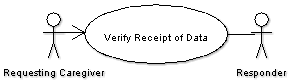 Verify Receipt of Data
Requesting Caregiver
Responder